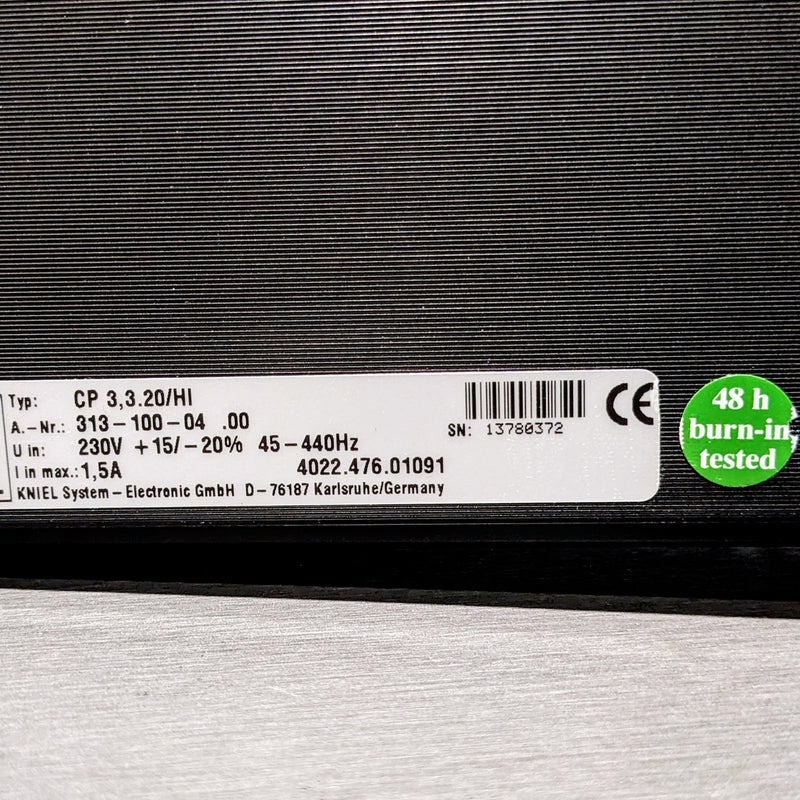 Typ: CP 3,3.20/HI
A.-Nr.: 313-100-04 .00
U in: 230V +15/-20% 45-440Hz
I in max.: 1,5A 4022.476.01091
KNIEL System-Electronic GmbH D-76187 Karlsruhe/Germany
SN: 13780372
CE
48 h
burn-in
tested